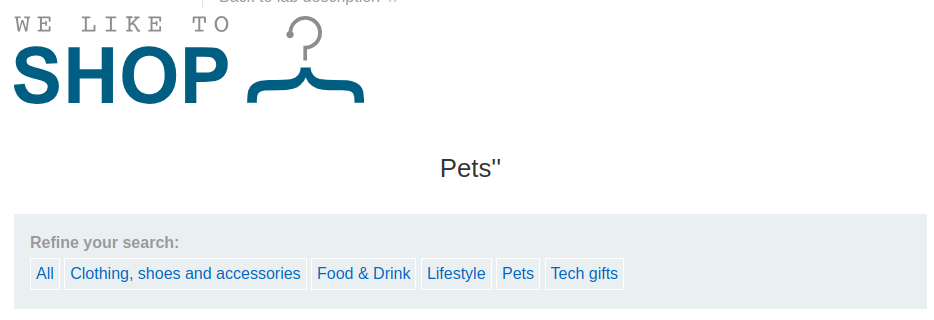 Back to lab description
WE LIKE TO
SHOP
Pets''
Refine your search:
All Clothing, shoes and accessories Food & Drink Lifestyle Pets Tech gifts